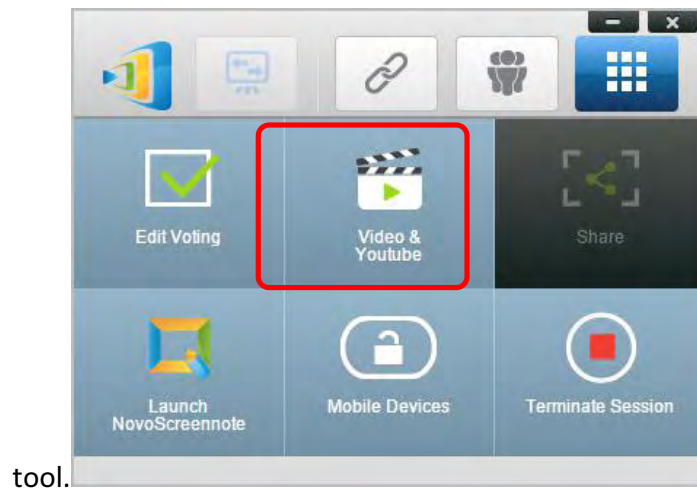 Edit Voting
Video &
Youtube
Share
Launch
NovoScreennote
Mobile Devices
Terminate Session
tool.